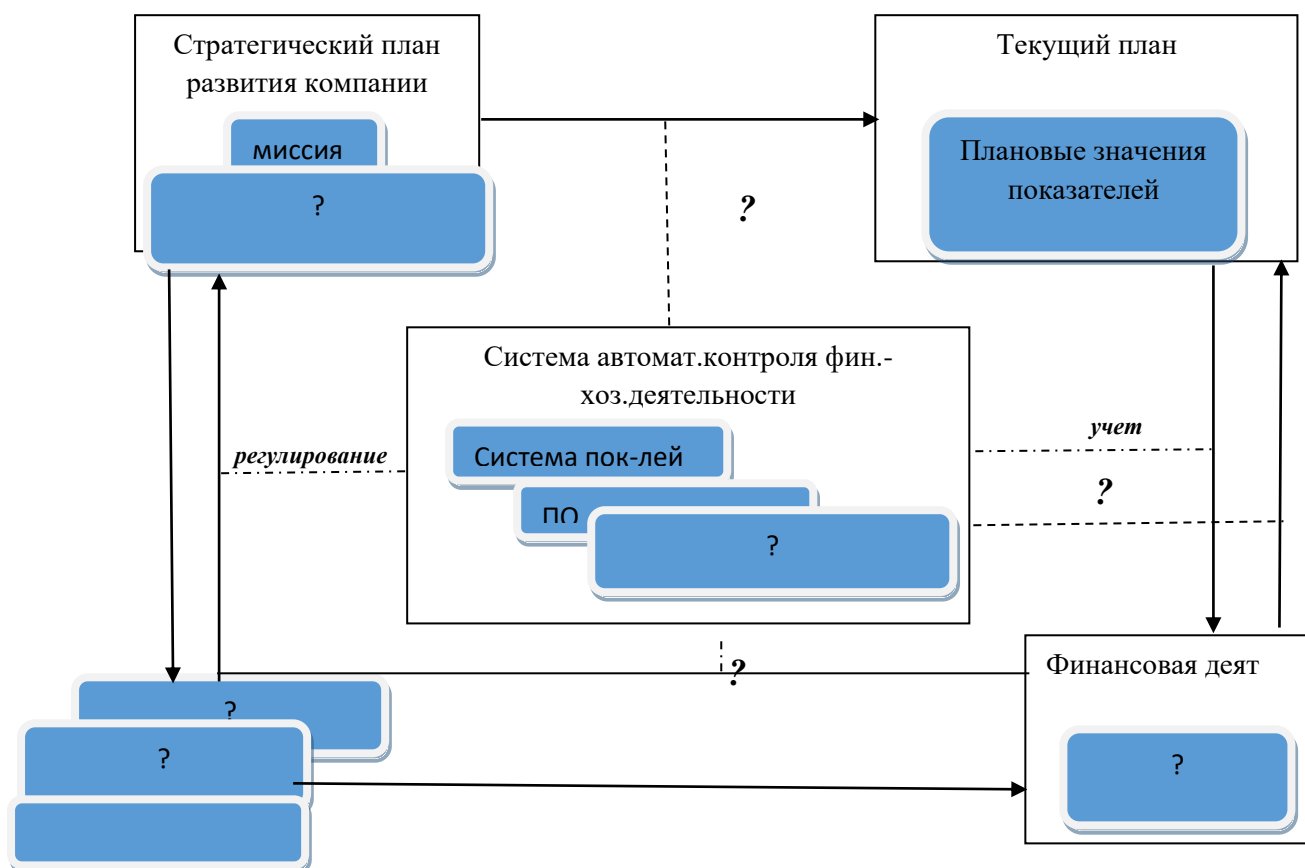 Стратегический план
развития компании
миссия
?
Текущий план
Плановые значения
показателей
?
Система автомат.контроля фин.-
хоз.деятельности
Система пок-лей
ПО
?
регулирование
учет
?
?
Финансовая деят
?
?
?